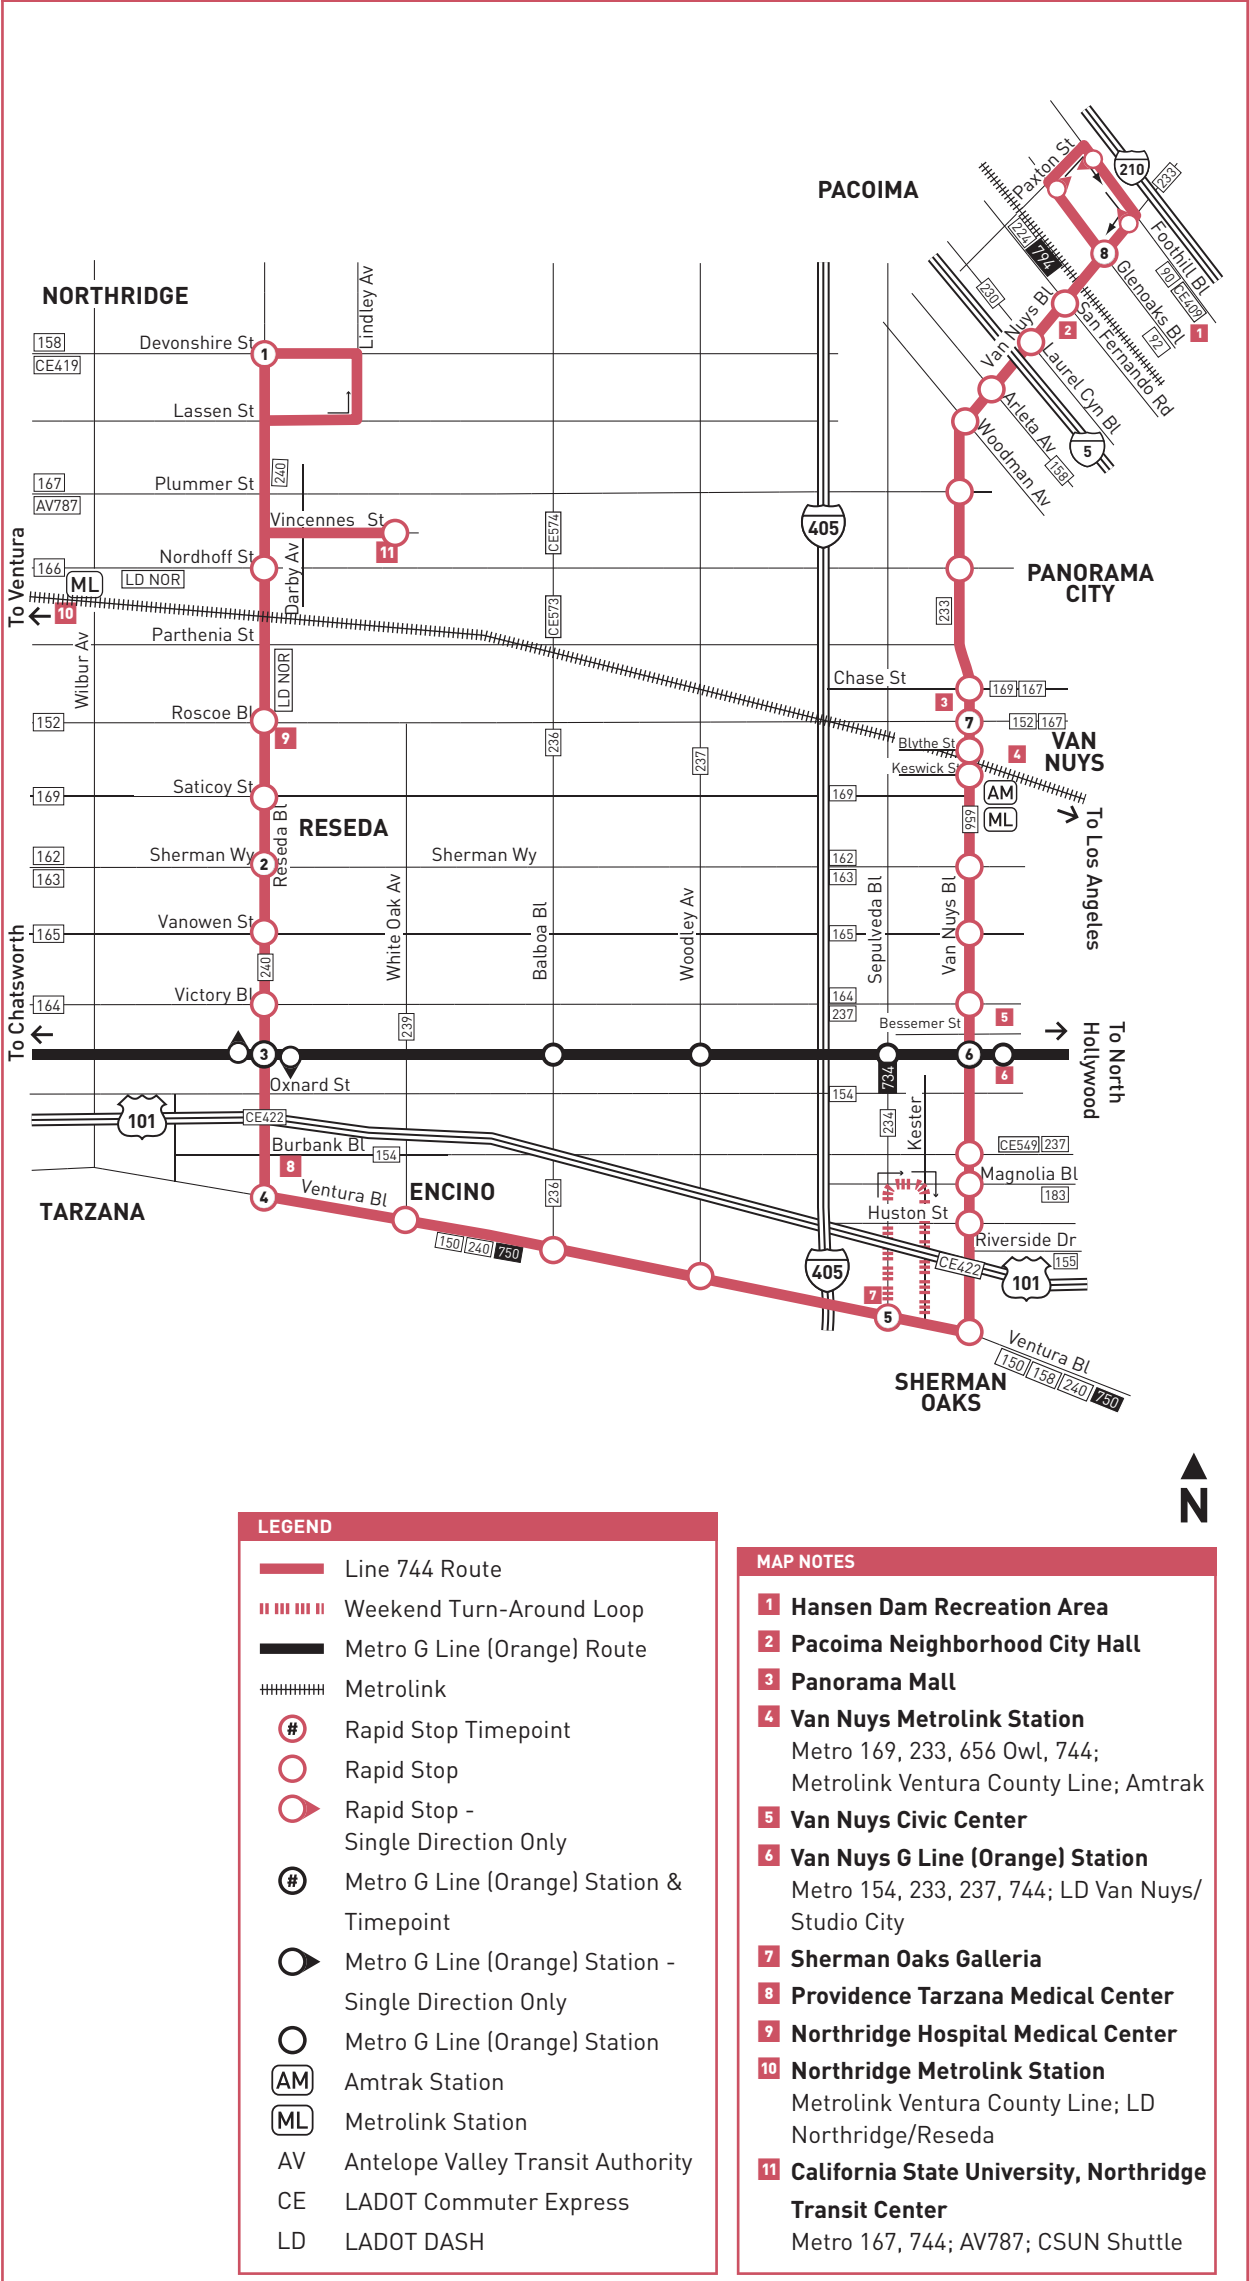 PACOIMA
Paxton St
210
233
224
794
Foothill Bl
90
CE409
8
Glenoaks Bl
92
1
230
Van Nuys Bl
2
San Fernando Rd
Laurel Cyn Bl
5
Arleta Av
158
Woodman Av
NORTHRIDGE
Lindley Av
158
Devonshire St
1
CE419
Lassen St
167
Plummer St
240
AV787
Vincennes St
11
CE574
405
To Ventura
166
Nordhoff St
Darby Av
ML
LD NOR
10
PANORAMA
CITY
CE573
233
Parthenia St
Wilbur Av
LD NOR
Chase St
169
167
3
152
Roscoe Bl
9
236
237
7
152
167
Blythe St
VAN
NUYS
4
Keswick St
169
Saticoy St
169
AM
ML
656
To Los Angeles
Reseda Bl
RESEDA
162
163
Sherman Wy
2
Sherman Wy
162
163
White Oak Av
Balboa Bl
Woodley Av
Sepulveda Bl
Van Nuys Bl
To Chatsworth
165
Vanowen St
165
240
164
Victory Bl
164
237
239
Bessemer St
5
To North
Hollywood
3
6
6
Oxnard St
734
154
101
CE422
234
Kester
Burbank Bl
154
CE549
237
8
Magnolia Bl
183
TARZANA
4
Ventura Bl
ENCINO
236
Huston St
150
240
750
Riverside Dr
155
405
CE422
101
7
5
Ventura Bl
150
158
240
750
SHERMAN
OAKS
N
LEGEND
Line 744 Route
Weekend Turn-Around Loop
Metro G Line (Orange) Route
Metrolink
# Rapid Stop Timepoint
Rapid Stop
Rapid Stop -
Single Direction Only
# Metro G Line (Orange) Station &
Timepoint
Metro G Line (Orange) Station -
Single Direction Only
Metro G Line (Orange) Station
AM Amtrak Station
ML Metrolink Station
AV Antelope Valley Transit Authority
CE LADOT Commuter Express
LD LADOT DASH
MAP NOTES
1 Hansen Dam Recreation Area
2 Pacoima Neighborhood City Hall
3 Panorama Mall
4 Van Nuys Metrolink Station
Metro 169, 233, 656 Owl, 744;
Metrolink Ventura County Line; Amtrak
5 Van Nuys Civic Center
6 Van Nuys G Line (Orange) Station
Metro 154, 233, 237, 744; LD Van Nuys/
Studio City
7 Sherman Oaks Galleria
8 Providence Tarzana Medical Center
9 Northridge Hospital Medical Center
10 Northridge Metrolink Station
Metrolink Ventura County Line; LD
Northridge/Reseda
11 California State University, Northridge
Transit Center
Metro 167, 744; AV787; CSUN Shuttle